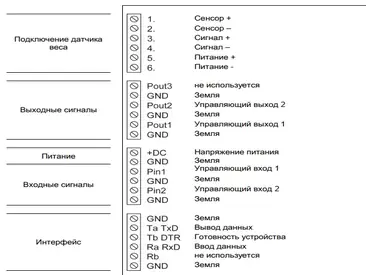 Подключение датчика
веса
1. Сенсор +
2. Сенсор –
3. Сигнал +
4. Сигнал –
5. Питание +
6. Питание -
Выходные сигналы
Pout3 не используется
GND Земля
Pout2 Управляющий выход 2
GND Земля
Pout1 Управляющий выход 1
GND Земля
Питание
+DC Напряжение питания
GND Земля
Входные сигналы
Pin1 Управляющий вход 1
GND Земля
Pin2 Управляющий вход 2
GND Земля
Интерфейс
GND Земля
Ta TxD Вывод данных
Tb DTR Готовность устройства
Ra RxD Ввод данных
Rb не используется
GND Земля